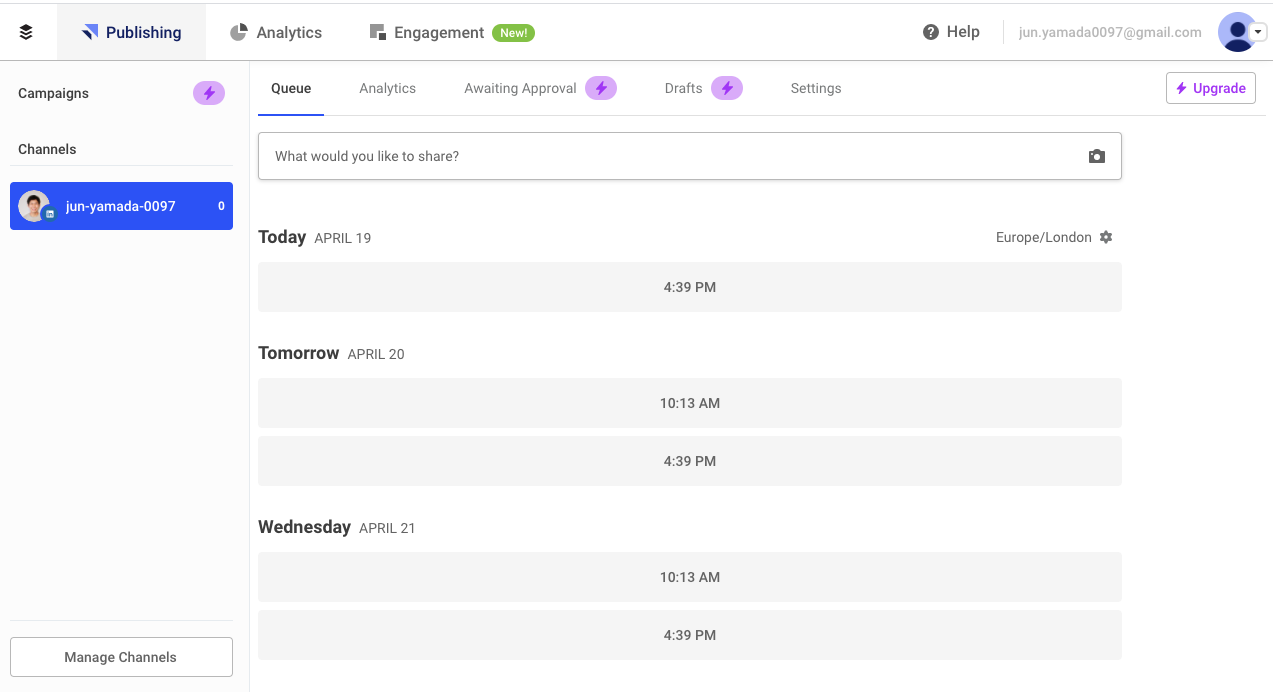 Publishing
Analytics
Engagement New!
Help
jun.yamada0097@gmail.com
Campaigns
Channels
jun-yamada-0097 0
Manage Channels
Queue
Analytics
Awaiting Approval
Drafts
Settings
Upgrade
What would you like to share?
Today APRIL 19
Europe/London
4:39 PM
Tomorrow APRIL 20
10:13 AM
4:39 PM
Wednesday APRIL 21
10:13 AM
4:39 PM